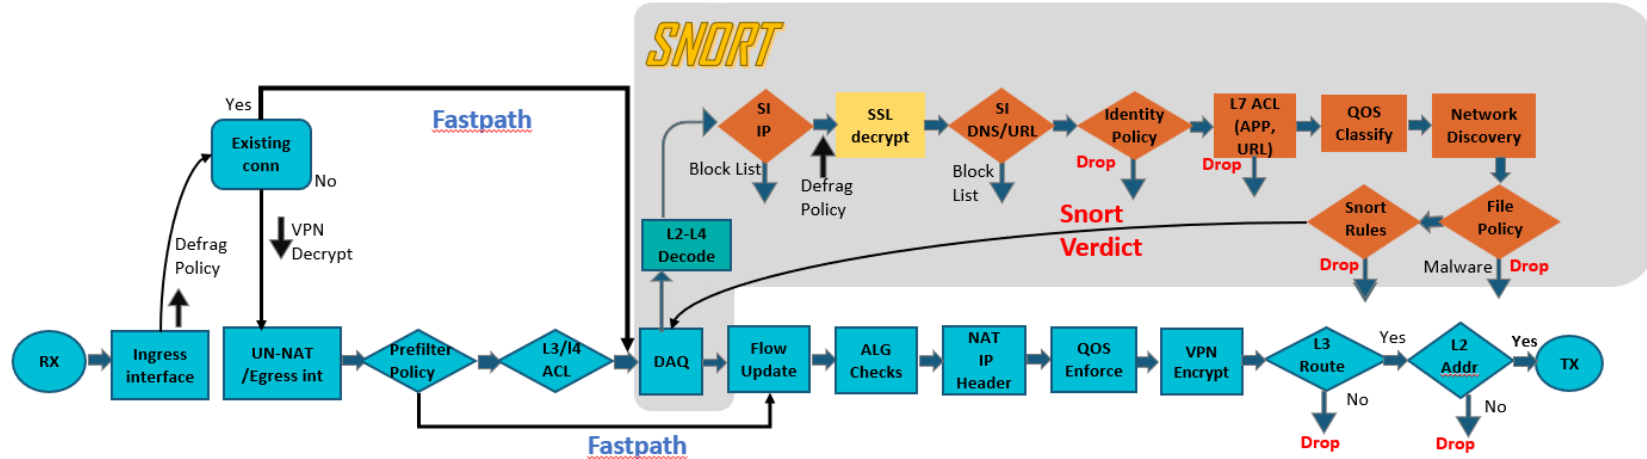 SNORT
Yes
Fastpath
Existing
conn
No
VPN
Decrypt
Defrag
Policy
SI
IP
Block List
SSL
decrypt
Defrag
Policy
SI
DNS/URL
Block
List
Identity
Policy
Drop
L7 ACL
(APP,
URL)
Drop
QOS
Classify
Network
Discovery
File
Policy
Malware
Drop
Snort
Rules
Drop
Snort
Verdict
L2-L4
Decode
RX
Ingress
interface
UN-NAT
/Egress int
Prefilter
Policy
L3/l4
ACL
DAQ
Flow
Update
ALG
Checks
NAT
IP
Header
QOS
Enforce
VPN
Encrypt
L3
Route
Yes
No
Drop
L2
Addr
Yes
No
Drop
TX
Fastpath